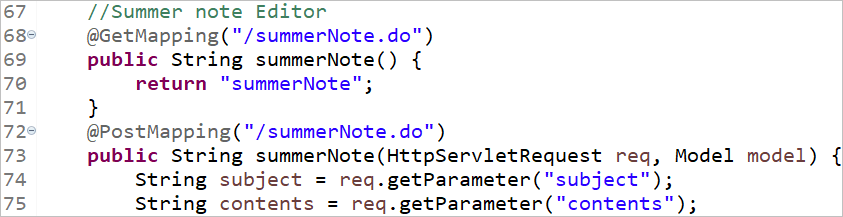 67 //Summer note Editor
68 @GetMapping("/summerNote.do")
69 public String summerNote() {
70 return "summerNote";
71 }
72 @PostMapping("/summerNote.do")
73 public String summerNote(HttpServletRequest req, Model model) {
74 String subject = req.getParameter("subject");
75 String contents = req.getParameter("contents");